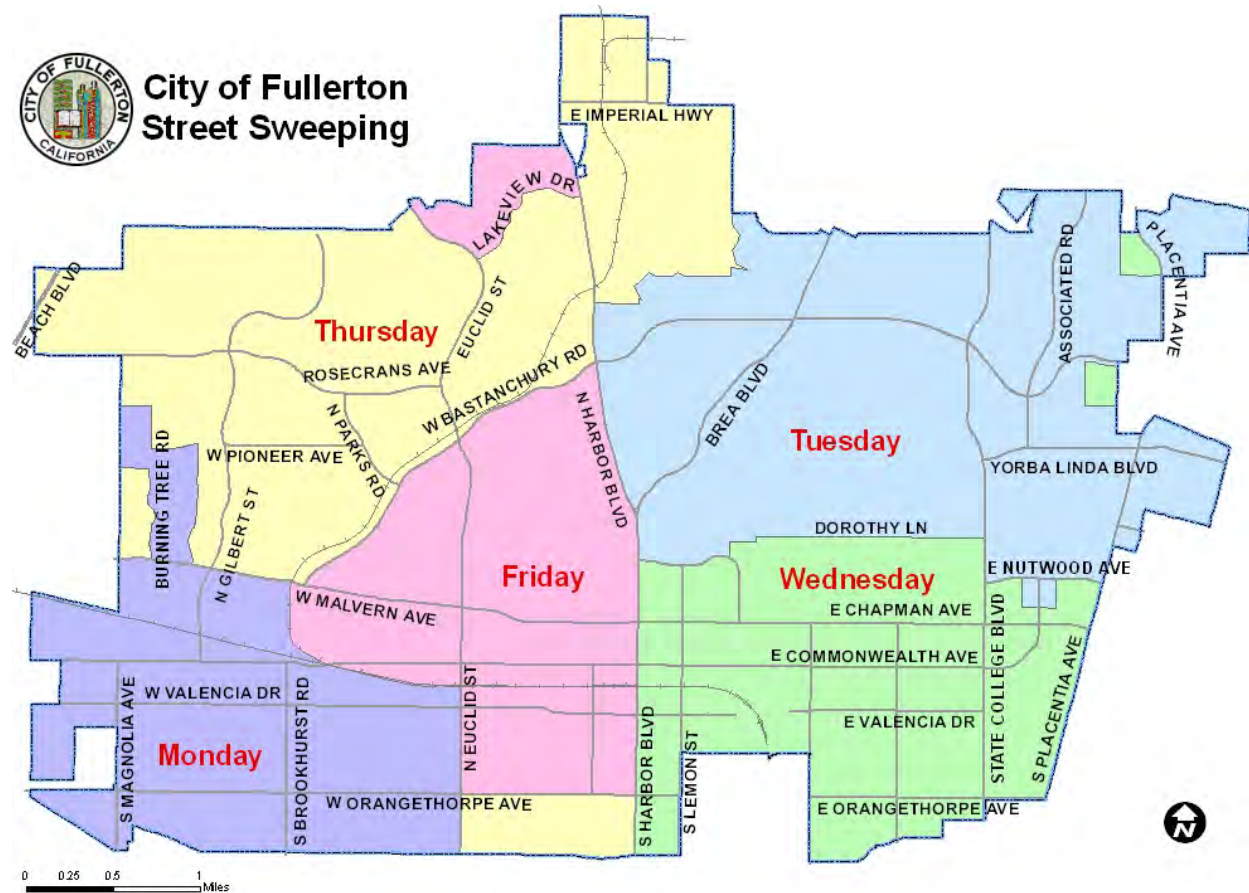 CITY OF FULLERTON
CALIFORNIA
City of Fullerton
Street Sweeping
E IMPERIAL HWY
LAKEVIEW DR
PLACENTIA AVE
ASSOCIATED RD
BEACH BLVD
Thursday
EUCLID ST
ROSECRANS AVE
W BASTANCHURY RD
N HARBOR BLVD
BREA BLVD
N PARKS RD
Tuesday
W PIONEER AVE
YORBA LINDA BLVD
BURNING TREE RD
N GILBERT ST
DOROTHY LN
Friday
Wednesday
E NUTWOOD AVE
W MALVERN AVE
E CHAPMAN AVE
E COMMONWEALTH AVE
STATE COLLEGE BLVD
S PLACENTIA AVE
W VALENCIA DR
E VALENCIA DR
S MAGNOLIA AVE
Monday
S BROOKHURST RD
N EUCLID ST
S HARBOR BLVD
S LEMON ST
W ORANGETHORPE AVE
E ORANGETHORPE AVE
N
0 0.25 0.5 1
Miles